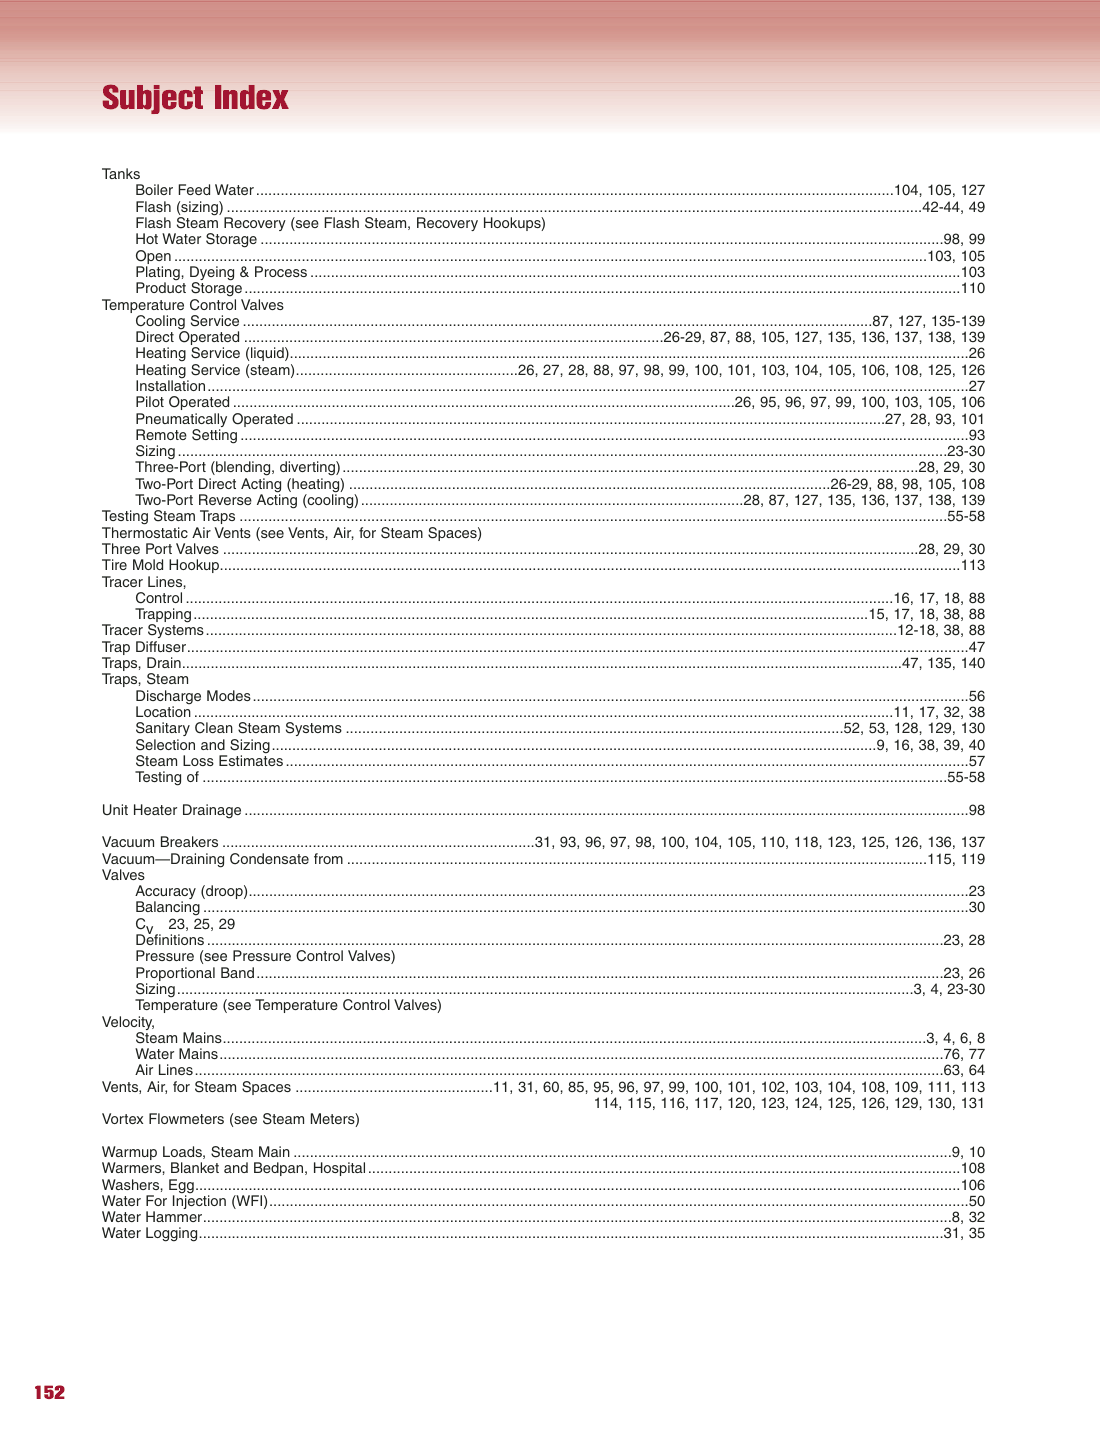 Subject Index
Tanks
Boiler Feed Water....................104, 105, 127
Flash (sizing)....................42-44, 49
Flash Steam Recovery (see Flash Steam, Recovery Hookups)
Hot Water Storage....................98, 99
Open....................103, 105
Plating, Dyeing & Process....................103
Product Storage....................110
Temperature Control Valves
Cooling Service....................87, 127, 135-139
Direct Operated....................26-29, 87, 88, 105, 127, 135, 136, 137, 138, 139
Heating Service (liquid)....................26
Heating Service (steam)....................26, 27, 28, 88, 97, 98, 99, 100, 101, 103, 104, 105, 106, 108, 125, 126
Installation....................27
Pilot Operated....................26, 95, 96, 97, 99, 100, 103, 105, 106
Pneumatically Operated....................27, 28, 93, 101
Remote Setting....................93
Sizing....................23-30
Three-Port (blending, diverting)....................28, 29, 30
Two-Port Direct Acting (heating)....................26-29, 88, 98, 105, 108
Two-Port Reverse Acting (cooling)....................28, 87, 127, 135, 136, 137, 138, 139
Testing Steam Traps....................55-58
Thermostatic Air Vents (see Vents, Air, for Steam Spaces)
Three Port Valves....................28, 29, 30
Tire Mold Hookup....................113
Tracer Lines,
Control....................16, 17, 18, 88
Trapping....................15, 17, 18, 38, 88
Tracer Systems....................12-18, 38, 88
Trap Diffuser....................47
Traps, Drain....................47, 135, 140
Traps, Steam
Discharge Modes....................56
Location....................11, 17, 32, 38
Sanitary Clean Steam Systems....................52, 53, 128, 129, 130
Selection and Sizing....................9, 16, 38, 39, 40
Steam Loss Estimates....................57
Testing of....................55-58
Unit Heater Drainage....................98
Vacuum Breakers....................31, 93, 96, 97, 98, 100, 104, 105, 110, 118, 123, 125, 126, 136, 137
Vacuum—Draining Condensate from....................115, 119
Valves
Accuracy (droop)....................23
Balancing....................30
Cv 23, 25, 29
Definitions....................23, 28
Pressure (see Pressure Control Valves)
Proportional Band....................23, 26
Sizing....................3, 4, 23-30
Temperature (see Temperature Control Valves)
Velocity,
Steam Mains....................3, 4, 6, 8
Water Mains....................76, 77
Air Lines....................63, 64
Vents, Air, for Steam Spaces....................11, 31, 60, 85, 95, 96, 97, 99, 100, 101, 102, 103, 104, 108, 109, 111, 113
114, 115, 116, 117, 120, 123, 124, 125, 126, 129, 130, 131
Vortex Flowmeters (see Steam Meters)
Warmup Loads, Steam Main....................9, 10
Warmers, Blanket and Bedpan, Hospital....................108
Washers, Egg....................106
Water For Injection (WFI)....................50
Water Hammer....................8, 32
Water Logging....................31, 35
152